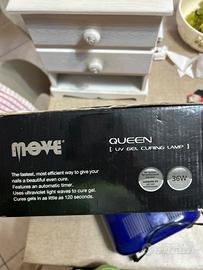 move®
QUEEN
[ UV GEL CURING LAMP ]
The fastest, most efficient way to give your
nails a beautiful even cure.
Features an automatic timer.
Uses ultraviolet light waves to cure gel.
Cures gels in as little as 120 seconds.
36W